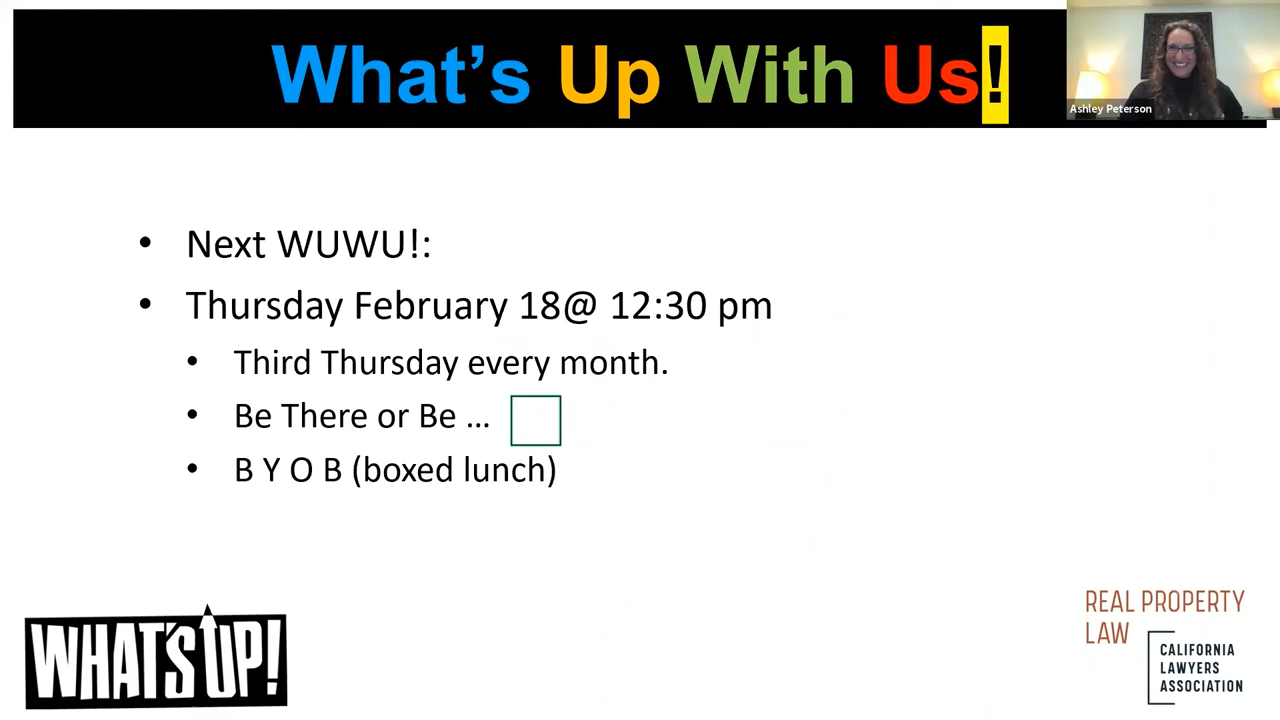 What's Up With Us!
Ashley Peterson
• Next WUWU!:
• Thursday February 18@ 12:30 pm
• Third Thursday every month.
• Be There or Be ...
• B Y O B (boxed lunch)
WHAT'S UP!
REAL PROPERTY
LAW
CALIFORNIA
LAWYERS
ASSOCIATION